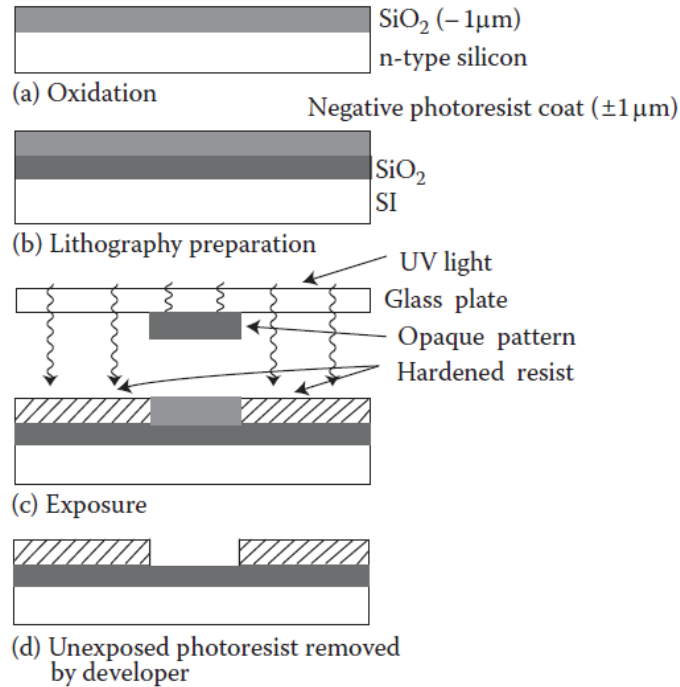 SiO₂ (– 1μm)
n-type silicon
(a) Oxidation
Negative photoresist coat (±1μm)
SiO₂
SI
(b) Lithography preparation
UV light
Glass plate
Opaque pattern
Hardened resist
(c) Exposure
(d) Unexposed photoresist removed
by developer